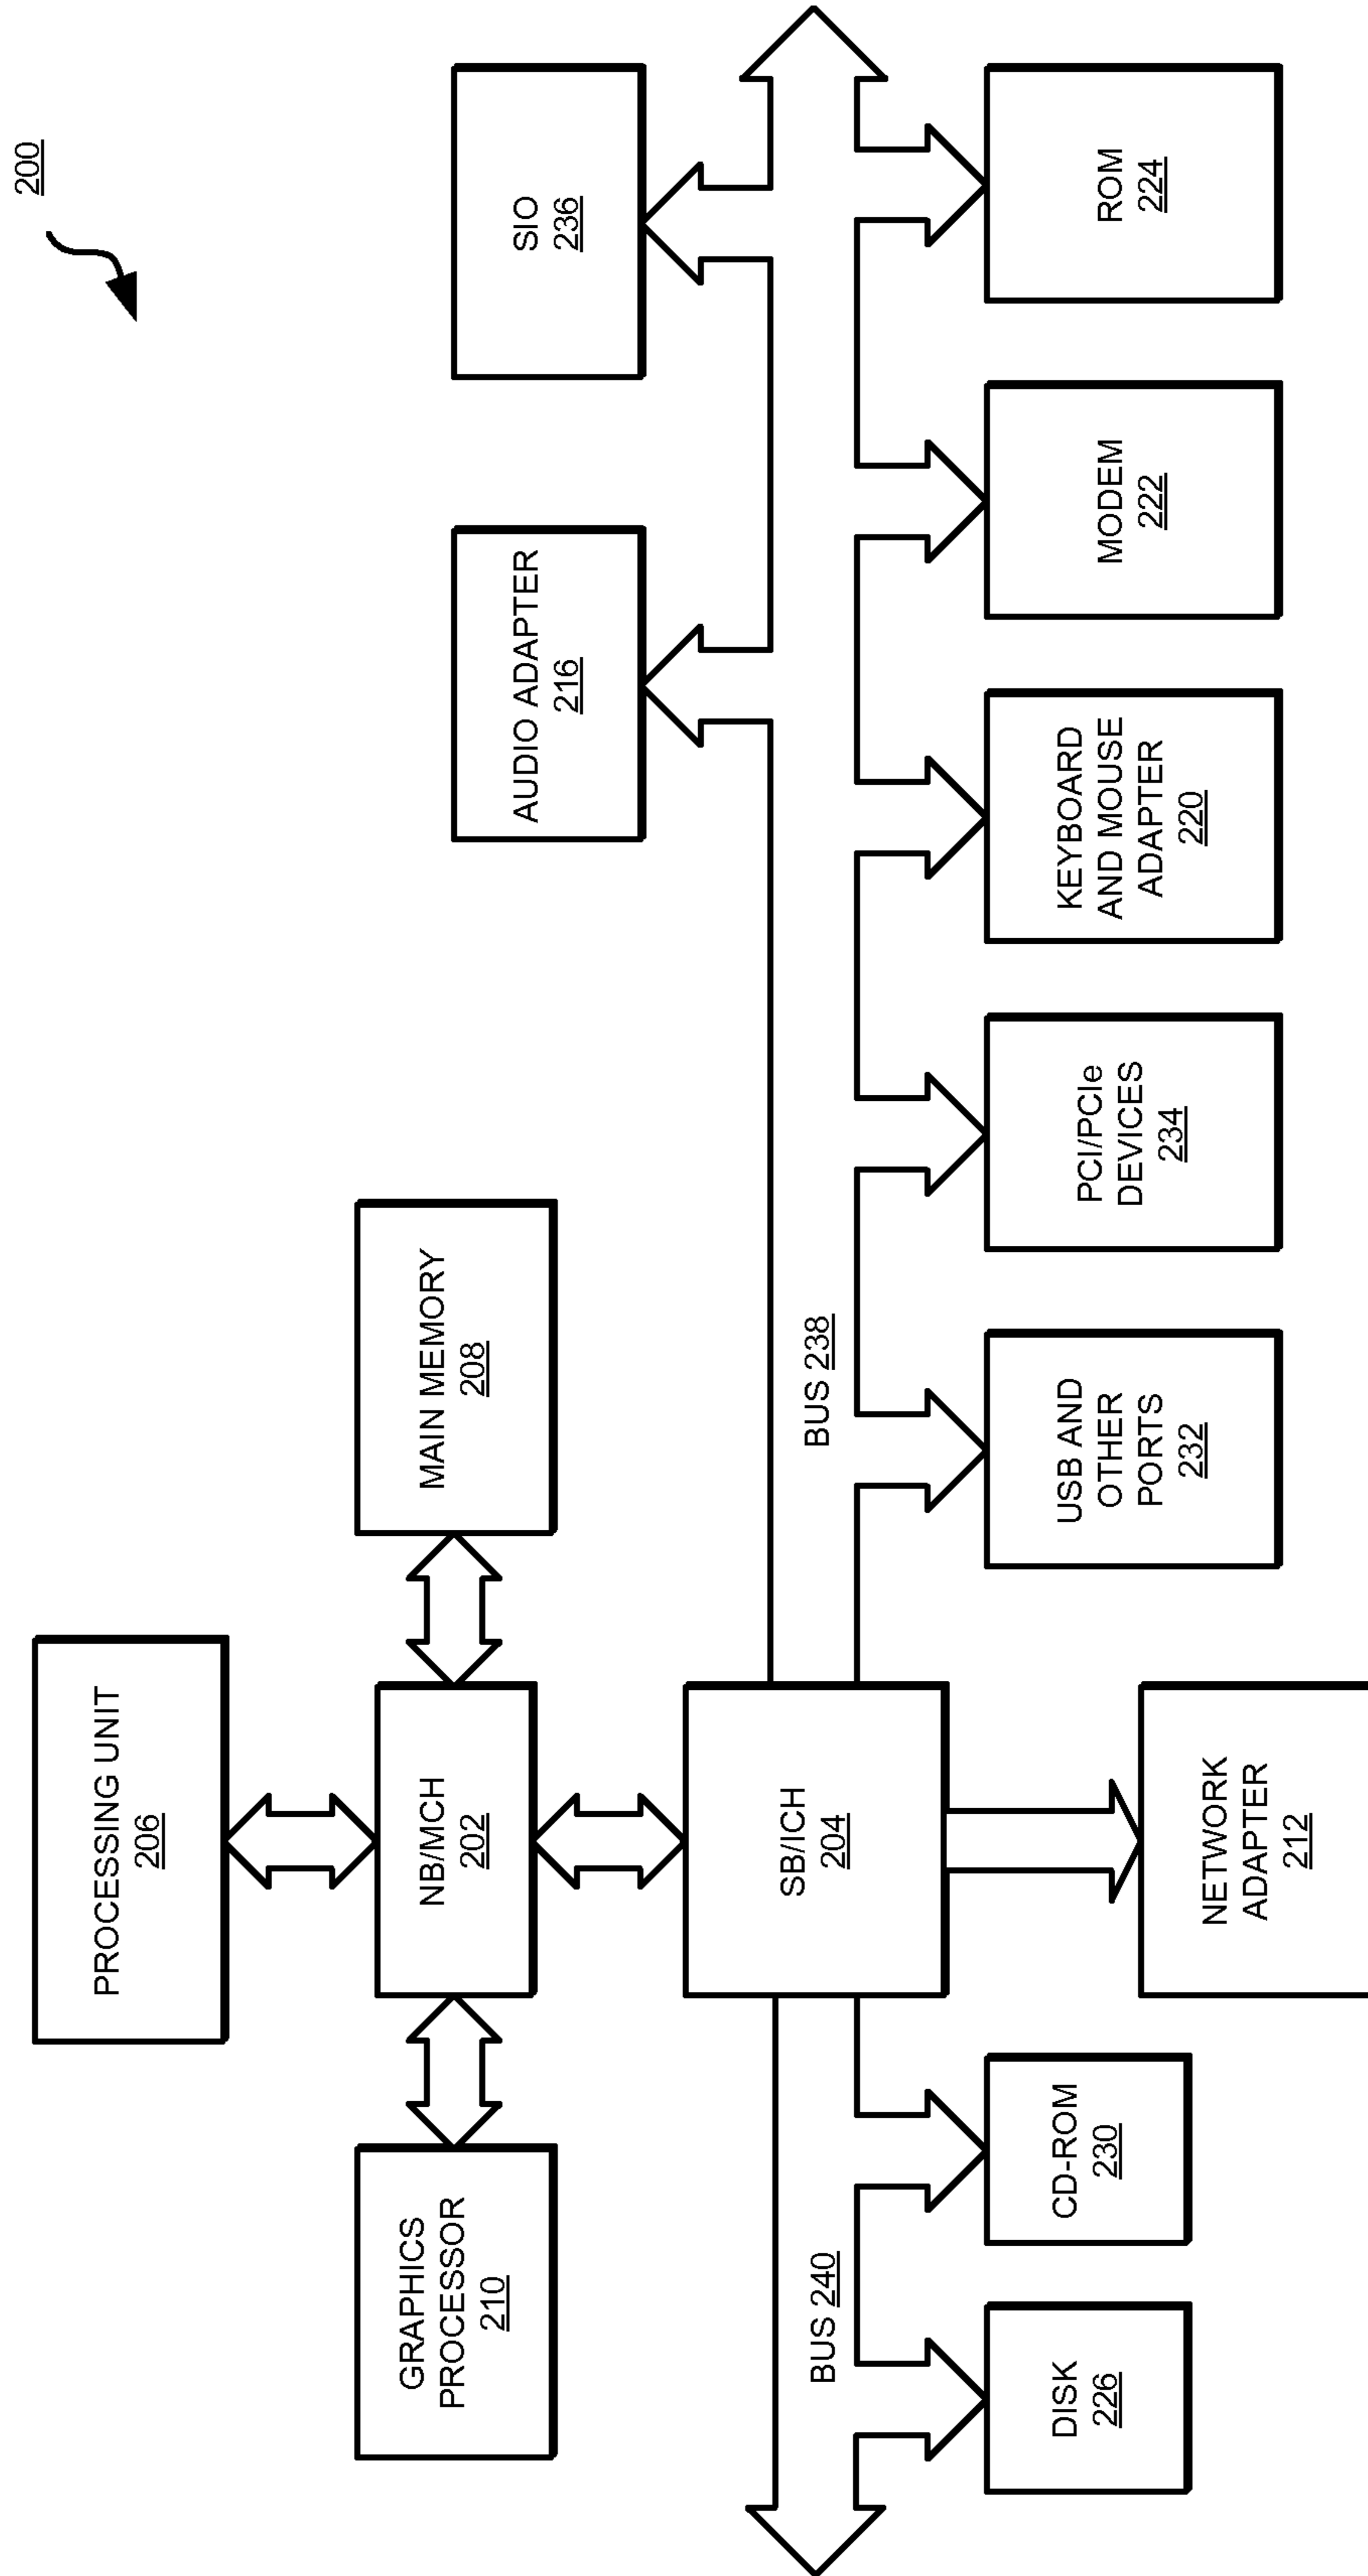 200
PROCESSING UNIT
206
GRAPHICS
PROCESSOR
210
NB/MCH
202
MAIN MEMORY
208
AUDIO ADAPTER
216
SIO
236
SB/ICH
204
BUS 240
BUS 238
DISK
226
CD-ROM
230
USB AND
OTHER
PORTS
232
PCI/PCIe
DEVICES
234
KEYBOARD
AND MOUSE
ADAPTER
220
MODEM
222
ROM
224
NETWORK
ADAPTER
212